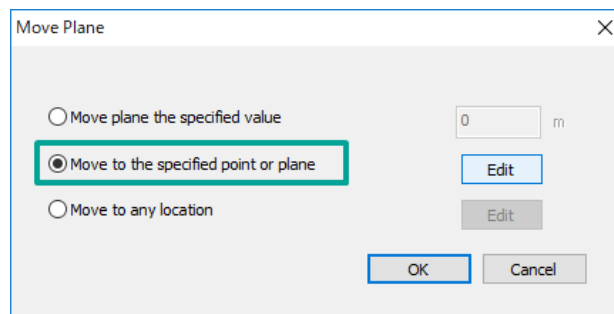 Move Plane
Move plane the specified value
0 m
Move to the specified point or plane
Edit
Move to any location
Edit
OK Cancel